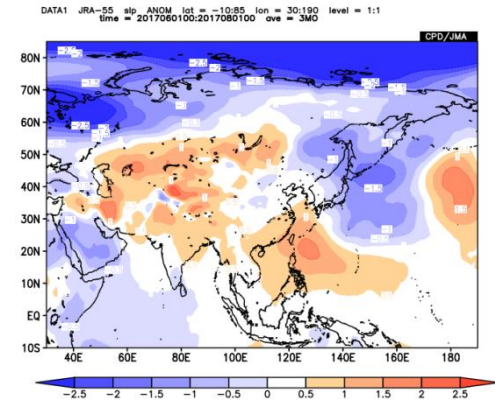 DATA1 JRA-55 slp ANOM lat = -10:85 lon = 30:190 level = 1:1
time = 2017060100:2017080100 ave = 3MO
CPD/JMA
80N
70N
60N
50N
40N
30N
20N
10N
EQ
10S
40E 60E 80E 100E 120E 140E 160E 180
-2.5 -2 -1.5 -1 -0.5 0 0.5 1 1.5 2 2.5